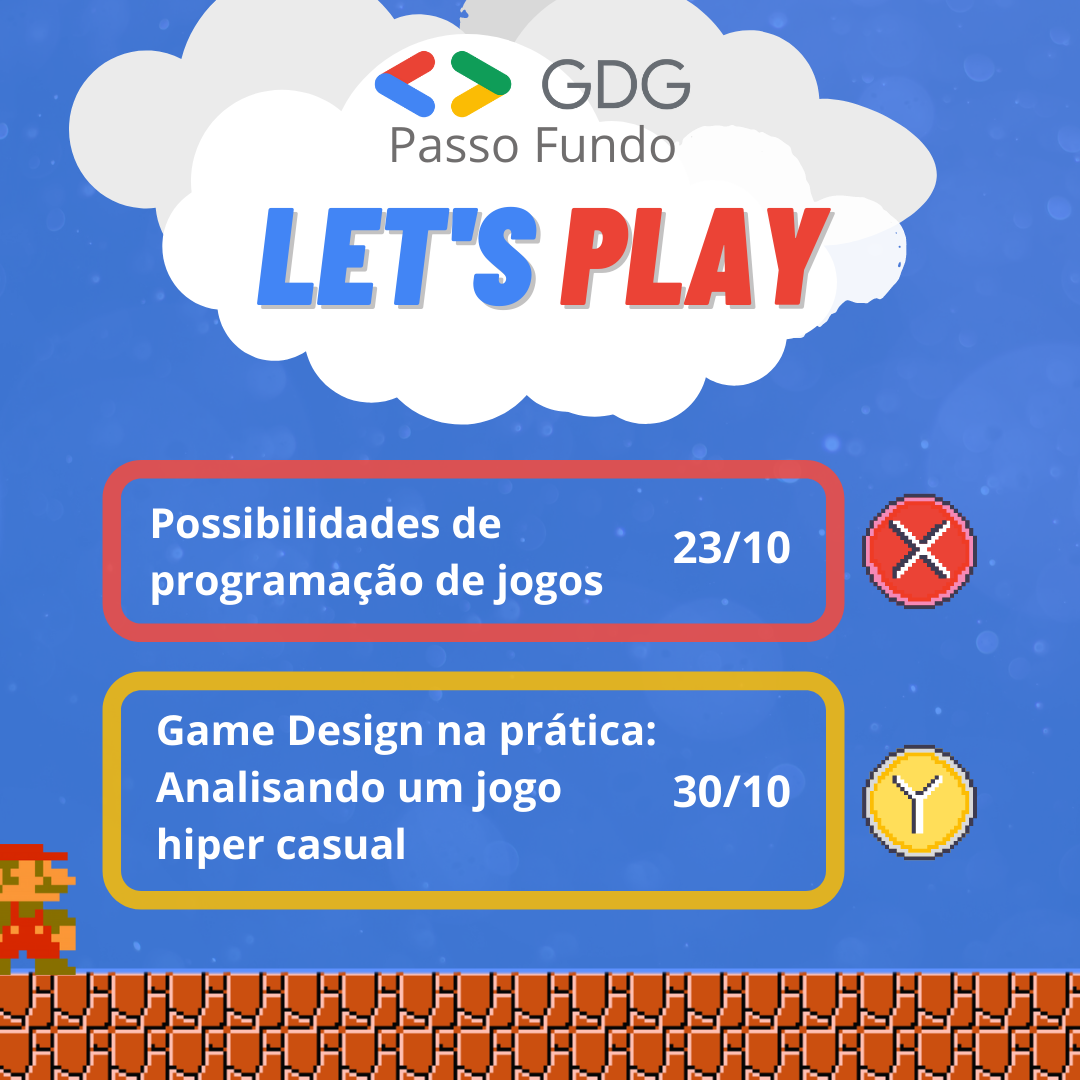 GDG
Passo Fundo
LET'S PLAY
Possibilidades de
programação de jogos
23/10
X
Game Design na prática:
Analisando um jogo
hiper casual
30/10
Y